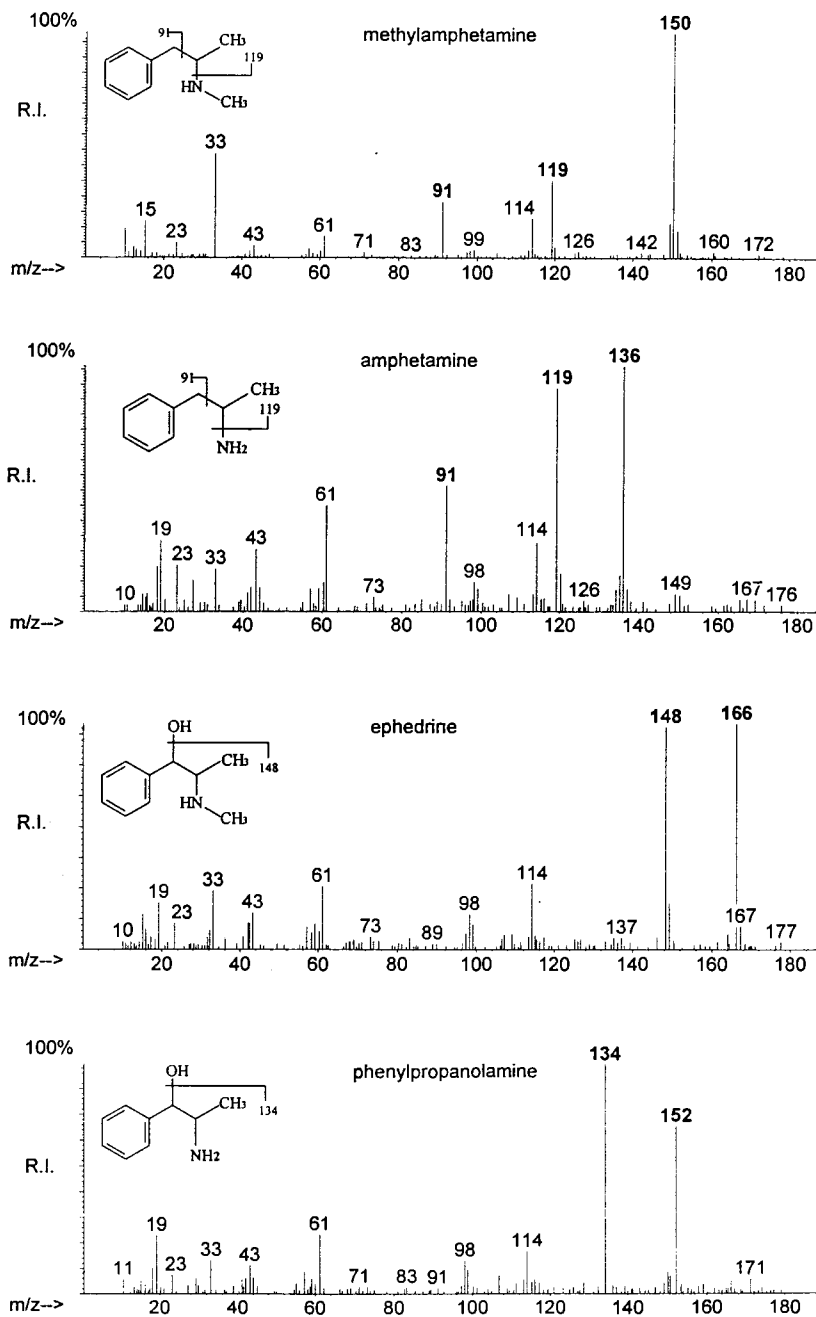 100%
methylamphetamine
150
91
CH₃
119
HN
CH₃
R.I.
33
119
91
15
114
61
23
43
71
83
99
126
142
160
172
m/z-->
20 40 60 80 100 120 140 160 180
100%
amphetamine
136
91
CH₃
119
NH₂
119
R.I.
91
61
19
43
114
23
33
98
73
10
126
149
167
176
m/z-->
20 40 60 80 100 120 140 160 180
100%
ephedrine
148
166
OH
CH₃
148
HN
CH₃
R.I.
61
114
33
19
43
98
23
73
10
89
137
167
177
m/z-->
20 40 60 80 100 120 140 160 180
100%
phenylpropanolamine
134
OH
CH₃
134
NH₂
152
R.I.
61
19
114
33
43
98
23
11
71
83
91
171
m/z-->
20 40 60 80 100 120 140 160 180